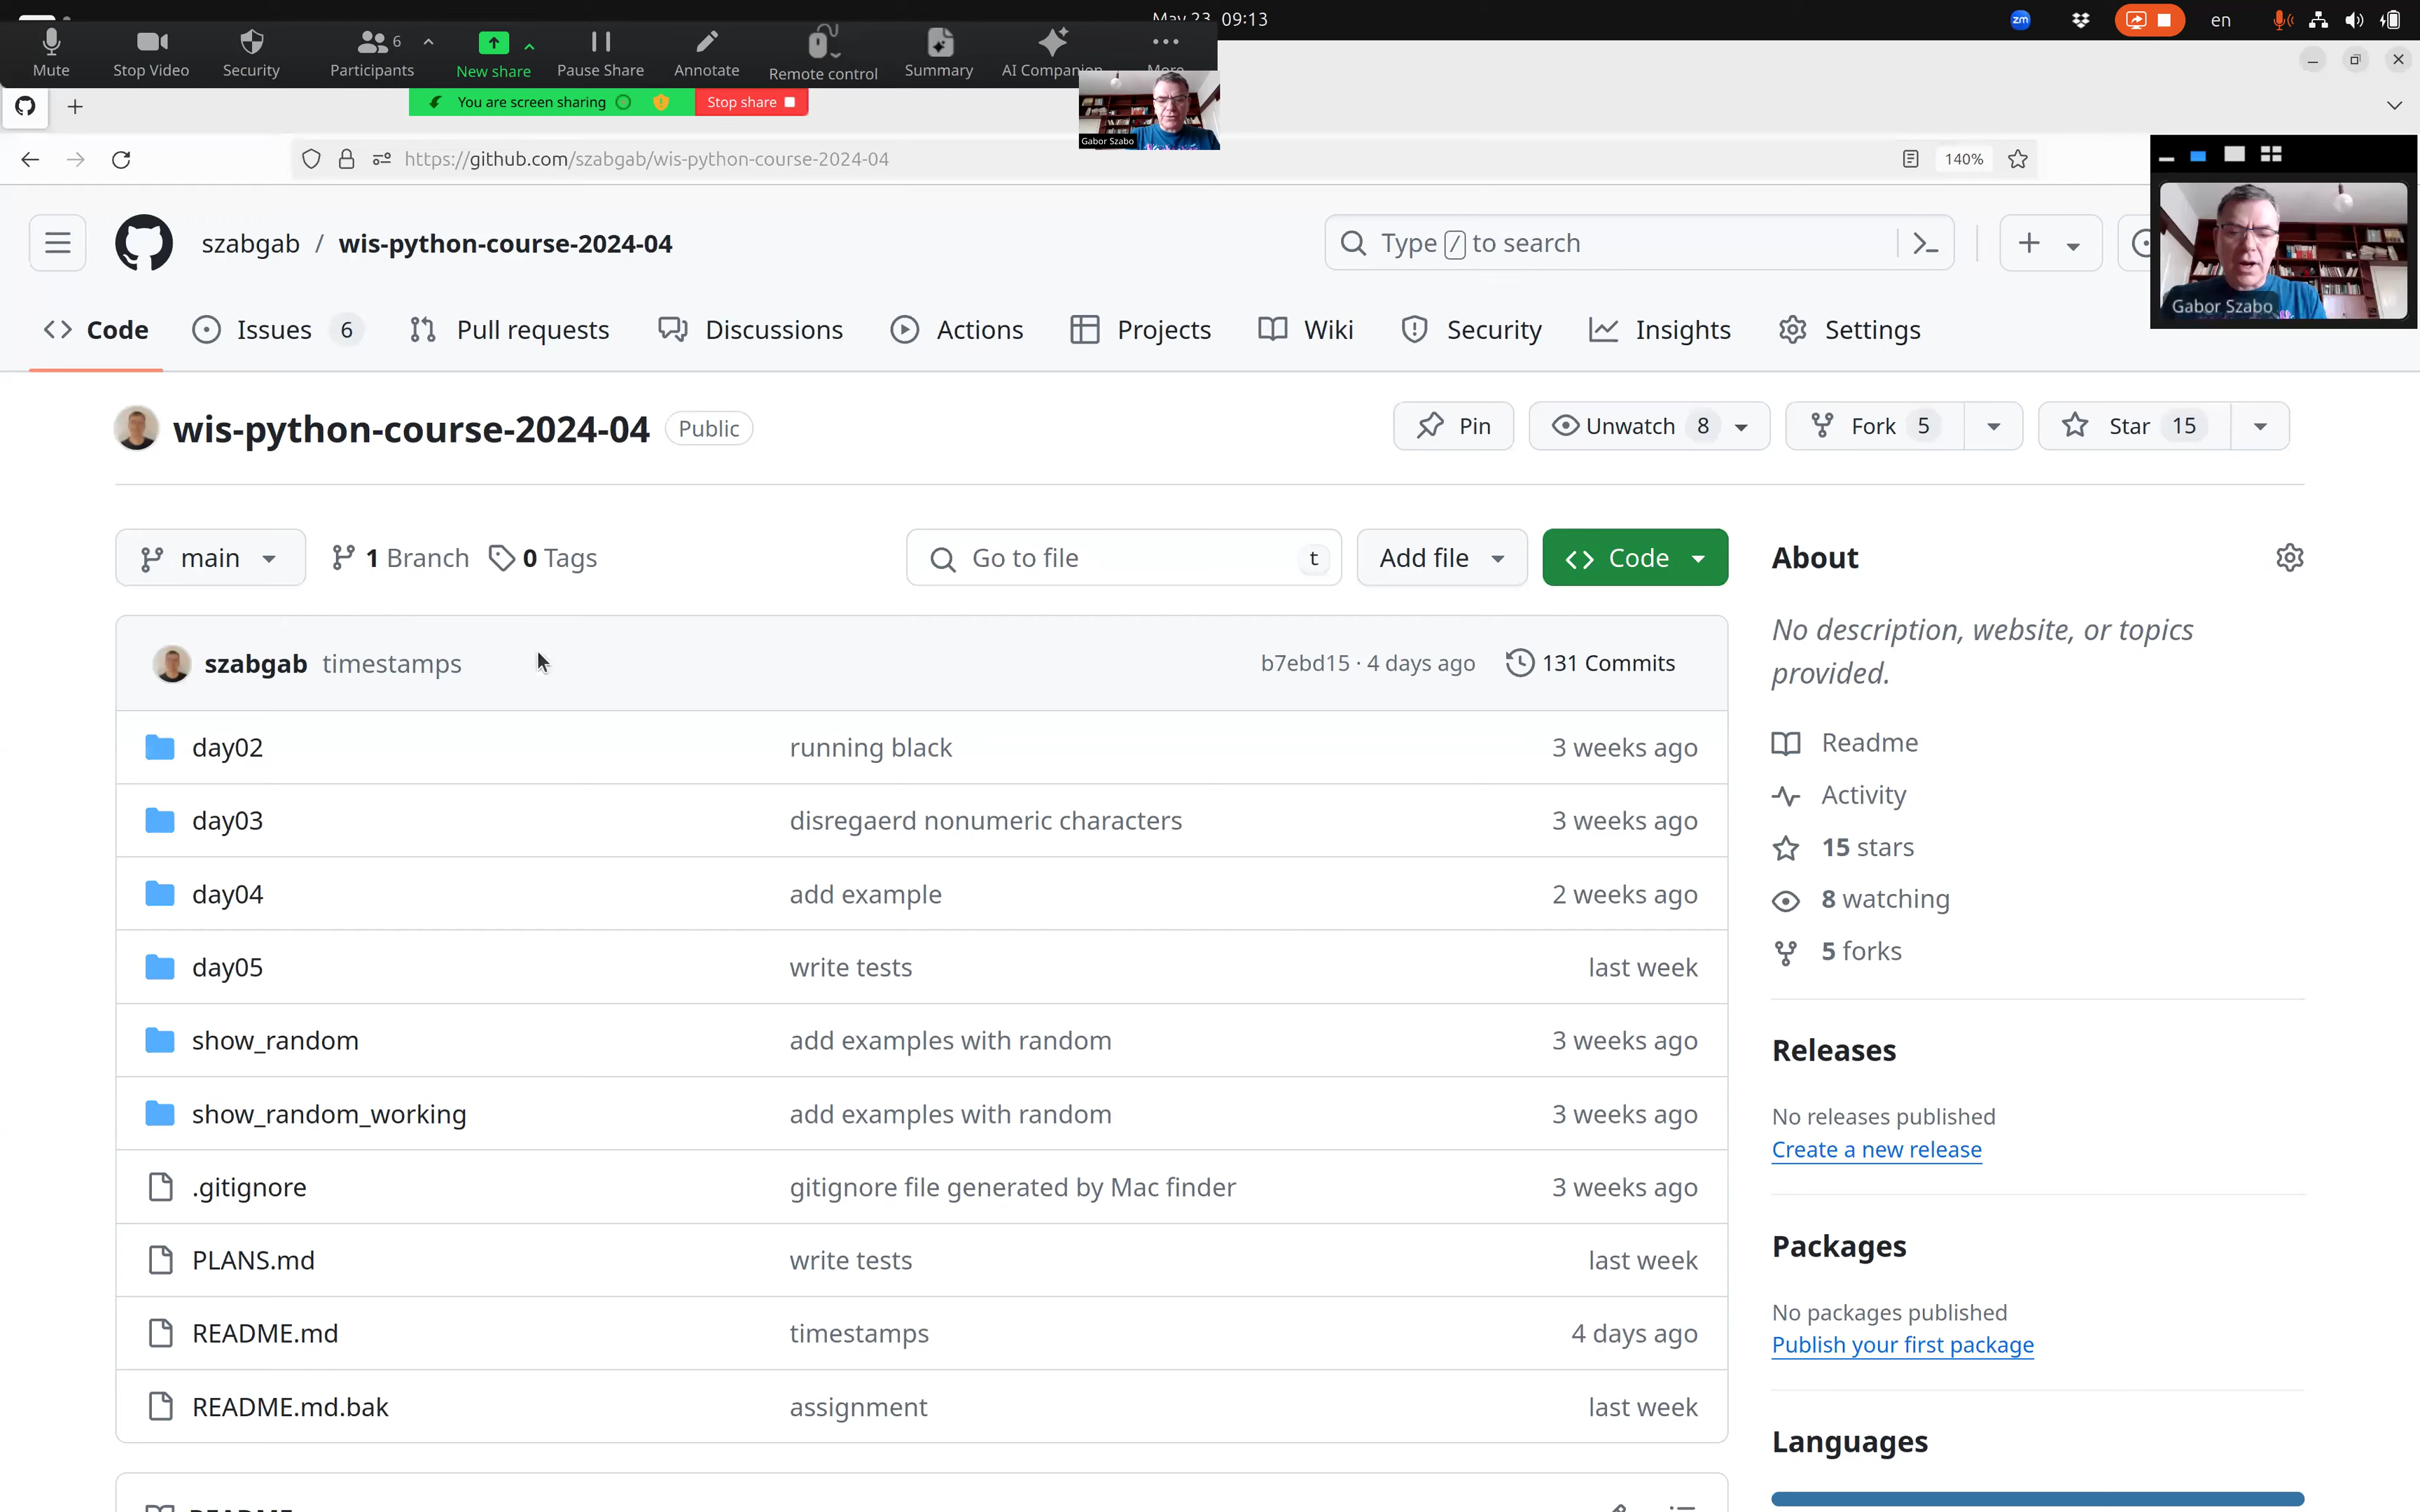 May 23 09:13
zm
en
Mute
Stop Video
Security
Participants
6
New share
Pause Share
Annotate
Remote control
Summary
AI Companion
More
You are screen sharing
Stop share
Gabor Szabo
https://github.com/szabgab/wis-python-course-2024-04
140%
Gabor Szabo
szabgab / wis-python-course-2024-04
Type / to search
Code
Issues 6
Pull requests
Discussions
Actions
Projects
Wiki
Security
Insights
Settings
wis-python-course-2024-04 Public
Pin
Unwatch 8
Fork 5
Star 15
main
1 Branch
0 Tags
Go to file t
Add file
Code
szabgab timestamps b7ebd15 · 4 days ago 131 Commits
day02 running black 3 weeks ago
day03 disregaerd nonumeric characters 3 weeks ago
day04 add example 2 weeks ago
day05 write tests last week
show_random add examples with random 3 weeks ago
show_random_working add examples with random 3 weeks ago
.gitignore gitignore file generated by Mac finder 3 weeks ago
PLANS.md write tests last week
README.md timestamps 4 days ago
README.md.bak assignment last week
About
No description, website, or topics
provided.
Readme
Activity
15 stars
8 watching
5 forks
Releases
No releases published
Create a new release
Packages
No packages published
Publish your first package
Languages